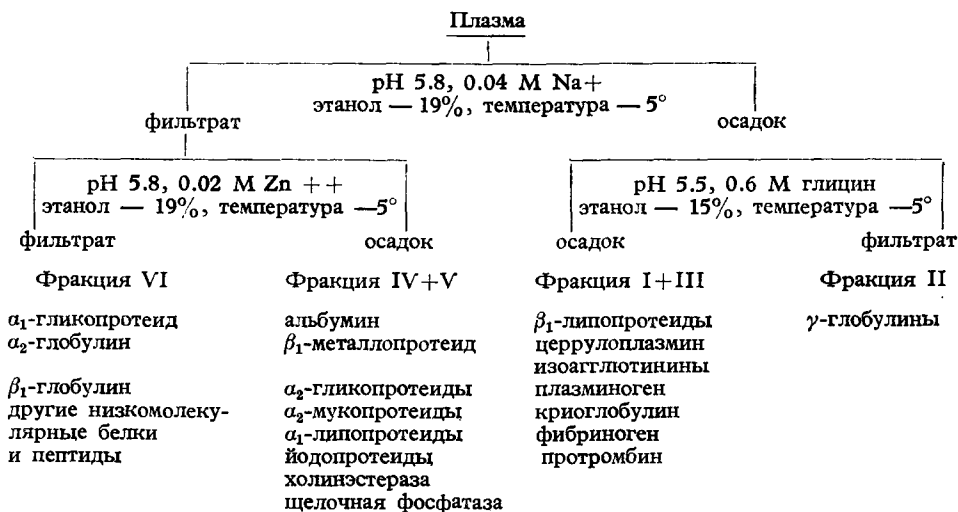 Плазма
pH 5.8, 0.04 M Na+
этанол — 19%, температура — 5°
фильтрат
осадок
pH 5.8, 0.02 M Zn ++
этанол — 19%, температура —5°
фильтрат
осадок
pH 5.5, 0.6 M глицин
этанол — 15%, температура —5°
осадок
фильтрат
Фракция VI
α₁-гликопротеид
α₂-глобулин
β₁-глобулин
другие низкомолеку-
лярные белки
и пептиды
Фракция IV+V
альбумин
β₁-металлопротеид
α₂-гликопротеиды
α₂-мукопротеиды
α₁-липопротеиды
йодопротеиды
холинэстераза
щелочная фосфатаза
Фракция I+III
β₁-липопротеиды
церрулоплазмин
изоагглютинины
плазминоген
криоглобулин
фибриноген
протромбин
Фракция II
γ-глобулины